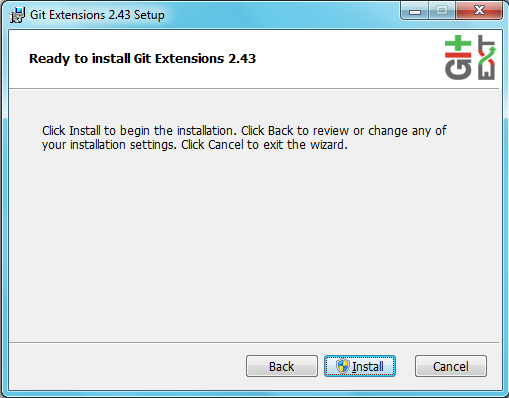 Git Extensions 2.43 Setup
Ready to install Git Extensions 2.43
Git
EXT
Click Install to begin the installation. Click Back to review or change any of
your installation settings. Click Cancel to exit the wizard.
Back
Install
Cancel